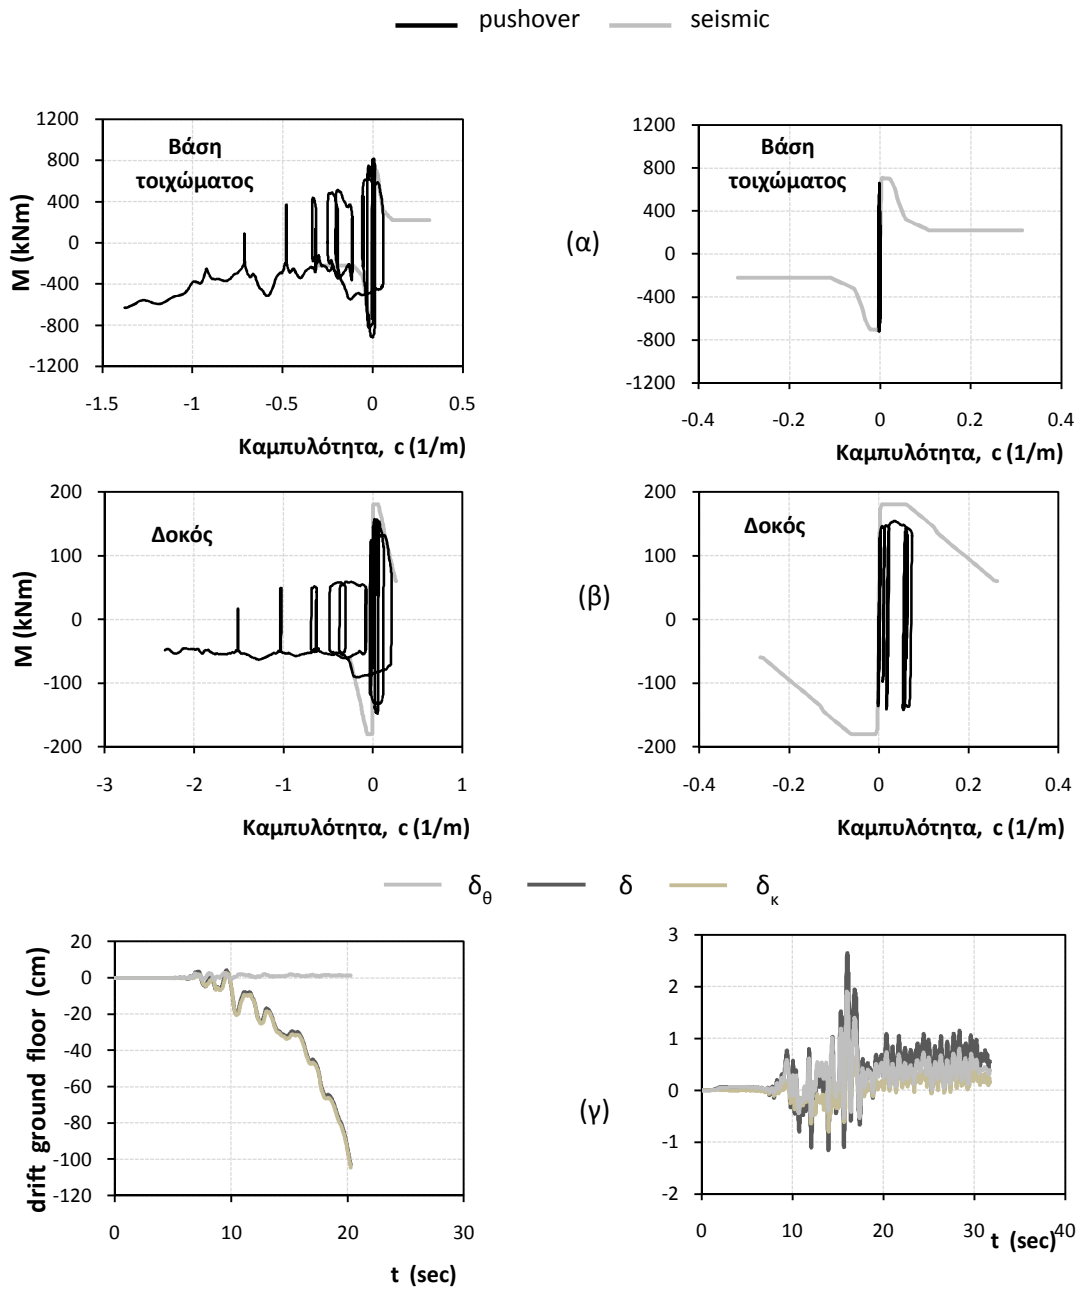 pushover seismic
1200
800
400
0
-400
-800
-1200
M (kNm)
Βάση
τοιχώματος
-1.5 -1 -0.5 0 0.5
Καμπυλότητα, c (1/m)
(α)
1200
800
400
0
-400
-800
-1200
Βάση
τοιχώματος
-0.4 -0.2 0 0.2 0.4
Καμπυλότητα, c (1/m)
200
100
0
-100
-200
M (kNm)
Δοκός
-3 -2 -1 0 1
Καμπυλότητα, c (1/m)
(β)
200
100
0
-100
-200
Δοκός
-0.4 -0.2 0 0.2 0.4
Καμπυλότητα, c (1/m)
δθ δ δκ
20
0
-20
-40
-60
-80
-100
-120
drift ground floor (cm)
0 10 20 30
t (sec)
(γ)
3
2
1
0
-1
-2
0 10 20 30 40
t (sec)